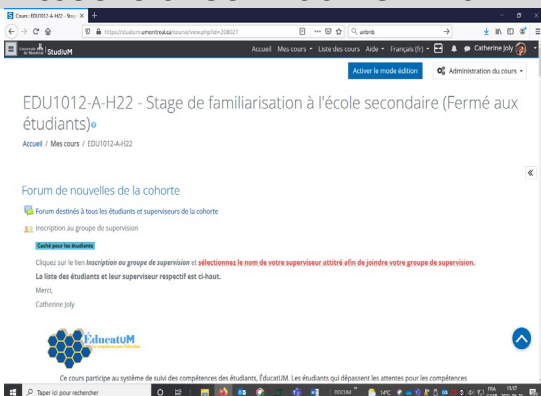 Cours : EDU1012-A-H22 - Stag
https://studium.umontreal.ca/course/view.php?id=208021
airbnb
StudiUM
Accueil Mes cours Liste des cours Aide Français (fr) Catherine Joly
Activer le mode édition Administration du cours
EDU1012-A-H22 - Stage de familiarisation à l'école secondaire (Fermé aux
étudiants)
Accueil / Mes cours / EDU1012-A-H22
Forum de nouvelles de la cohorte
Forum destinés à tous les étudiants et superviseurs de la cohorte
Inscription au groupe de supervision
Caché pour les étudiants
Cliquez sur le lien Inscription au groupe de supervision et sélectionnez le nom de votre superviseur attitré afin de joindre votre groupe de supervision.
La liste des étudiants et leur superviseur respectif est ci-haut.
Merci,
Catherine Joly
ÉducatUM
Ce cours participe au système de suivi des compétences des étudiants, ÉducatUM. Les étudiants qui dépassent les attentes pour les compétences
Taper ici pour rechercher
DOCUM
14°C
FRA
15:57